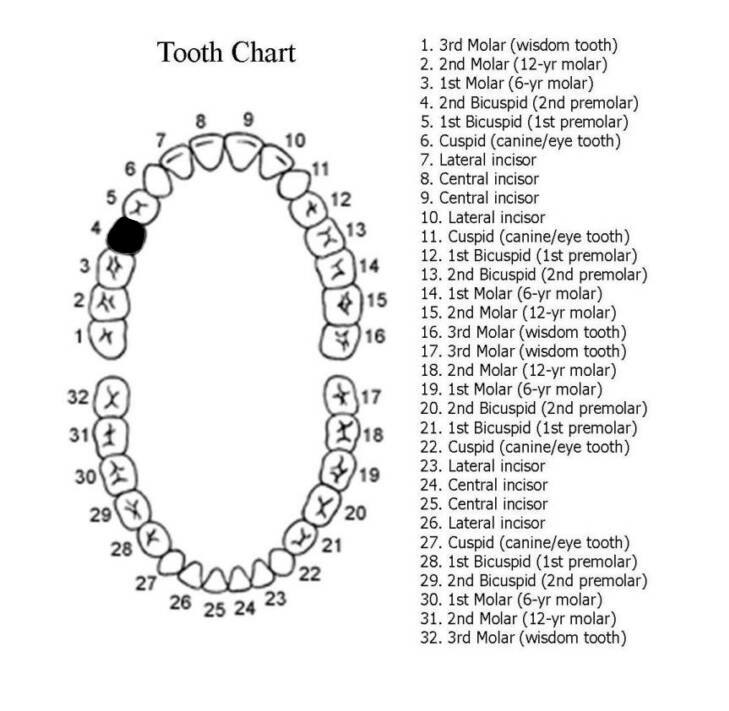 Tooth Chart
1. 3rd Molar (wisdom tooth)
2. 2nd Molar (12-yr molar)
3. 1st Molar (6-yr molar)
4. 2nd Bicuspid (2nd premolar)
5. 1st Bicuspid (1st premolar)
6. Cuspid (canine/eye tooth)
7. Lateral incisor
8. Central incisor
9. Central incisor
10. Lateral incisor
11. Cuspid (canine/eye tooth)
12. 1st Bicuspid (1st premolar)
13. 2nd Bicuspid (2nd premolar)
14. 1st Molar (6-yr molar)
15. 2nd Molar (12-yr molar)
16. 3rd Molar (wisdom tooth)
17. 3rd Molar (wisdom tooth)
18. 2nd Molar (12-yr molar)
19. 1st Molar (6-yr molar)
20. 2nd Bicuspid (2nd premolar)
21. 1st Bicuspid (1st premolar)
22. Cuspid (canine/eye tooth)
23. Lateral incisor
24. Central incisor
25. Central incisor
26. Lateral incisor
27. Cuspid (canine/eye tooth)
28. 1st Bicuspid (1st premolar)
29. 2nd Bicuspid (2nd premolar)
30. 1st Molar (6-yr molar)
31. 2nd Molar (12-yr molar)
32. 3rd Molar (wisdom tooth)
1
2
3
4
5
6
7
8
9
10
11
12
13
14
15
16
17
18
19
20
21
22
23
24
25
26
27
28
29
30
31
32